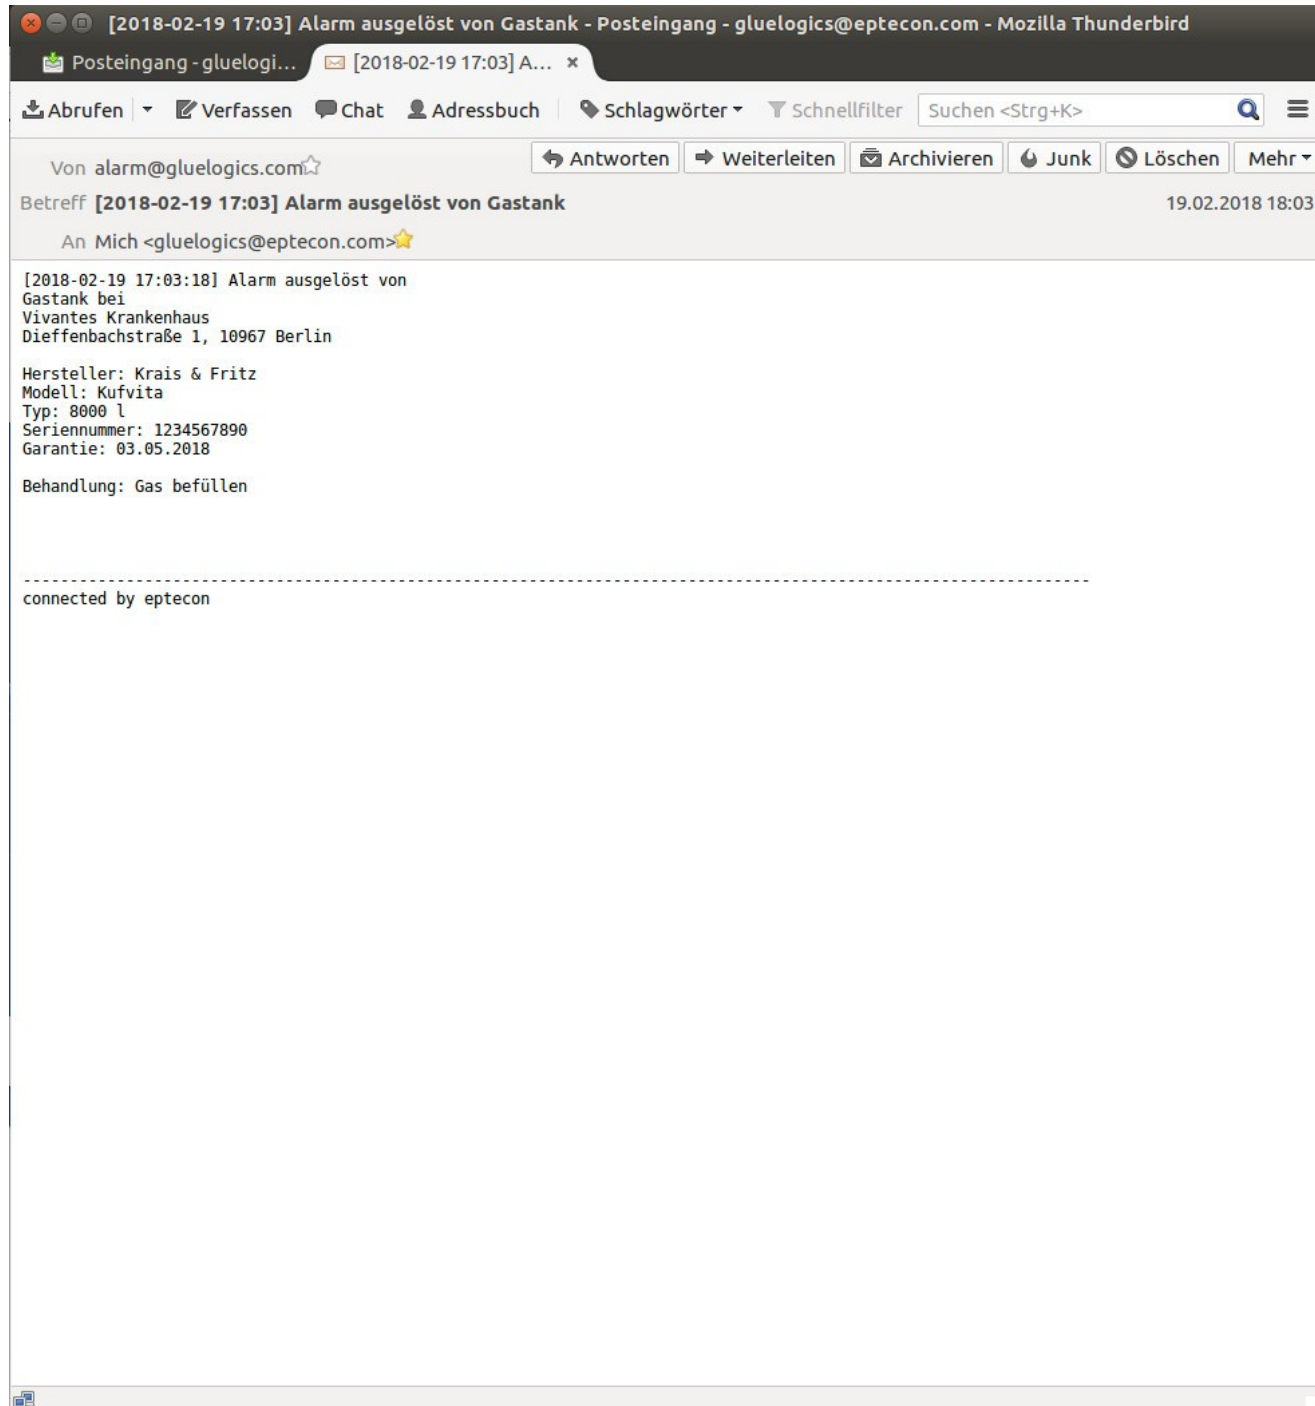 [2018-02-19 17:03] Alarm ausgelöst von Gastank - Posteingang - gluelogics@eptecon.com - Mozilla Thunderbird
Posteingang - gluelogi... [2018-02-19 17:03] A... ×
Abrufen Verfassen Chat Adressbuch Schlagwörter Schnellfilter Suchen <Strg+K>
Von alarm@gluelogics.com Antworten Weiterleiten Archivieren Junk Löschen Mehr
Betreff [2018-02-19 17:03] Alarm ausgelöst von Gastank 19.02.2018 18:03
An Mich <gluelogics@eptecon.com>
[2018-02-19 17:03:18] Alarm ausgelöst von
Gastank bei
Vivantes Krankenhaus
Dieffenbachstraße 1, 10967 Berlin
Hersteller: Krais & Fritz
Modell: Kufvita
Typ: 8000 l
Seriennummer: 1234567890
Garantie: 03.05.2018
Behandlung: Gas befüllen
------------------------------------------------------------------------------------------------------------------
connected by eptecon